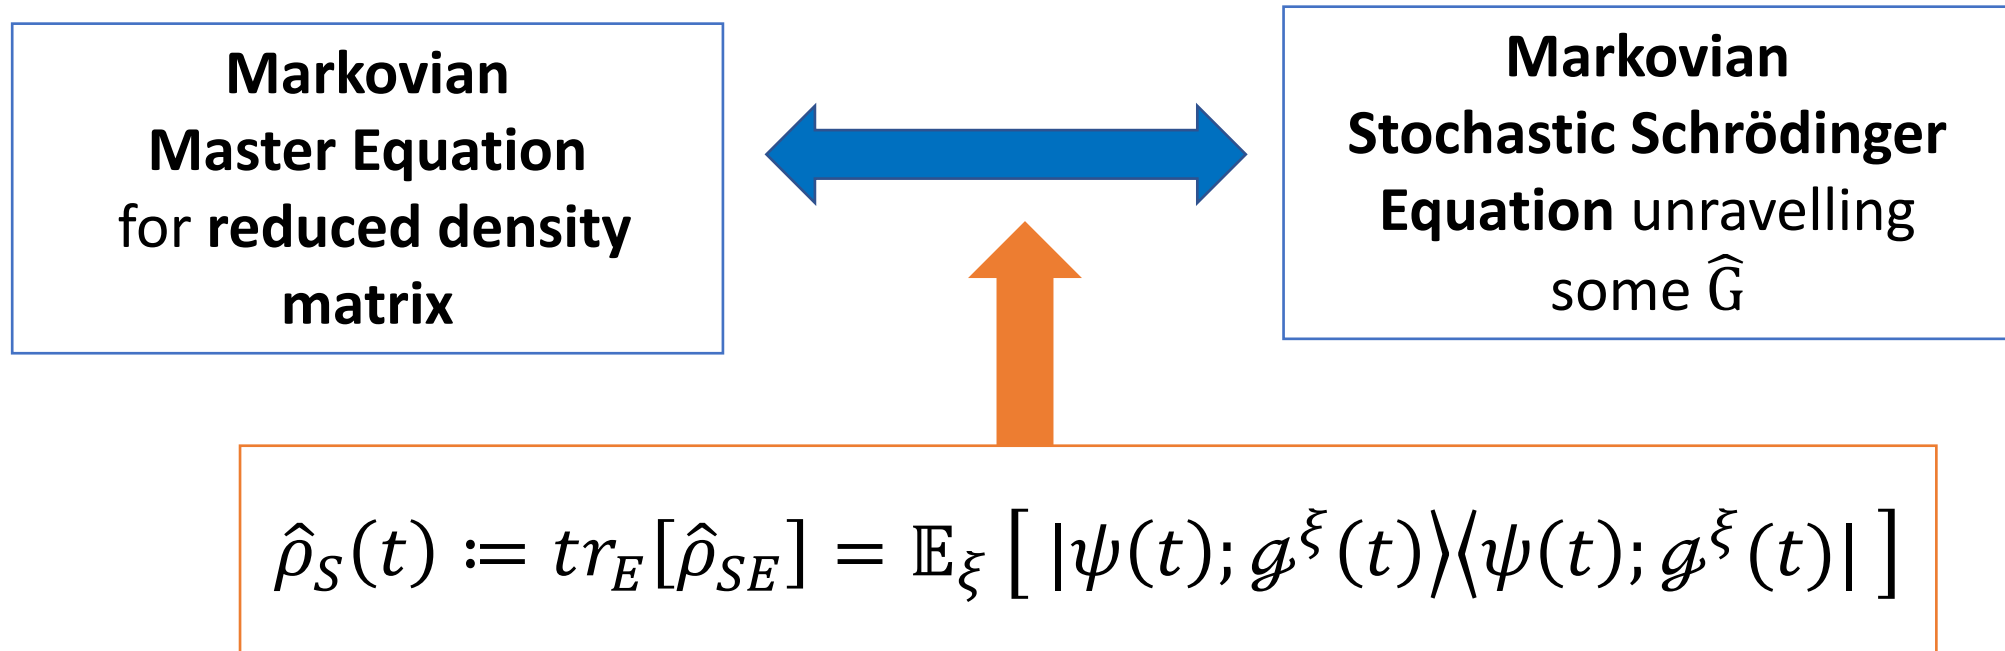 Markovian
Master Equation
for reduced density
matrix
Markovian
Stochastic Schrödinger
Equation unravelling
some Ĝ
ρ̂_S(t) ≔ tr_E[ρ̂_SE] = 𝔼_ξ [ |ψ(t); ℊ^ξ(t)⟩⟨ψ(t); ℊ^ξ(t)| ]